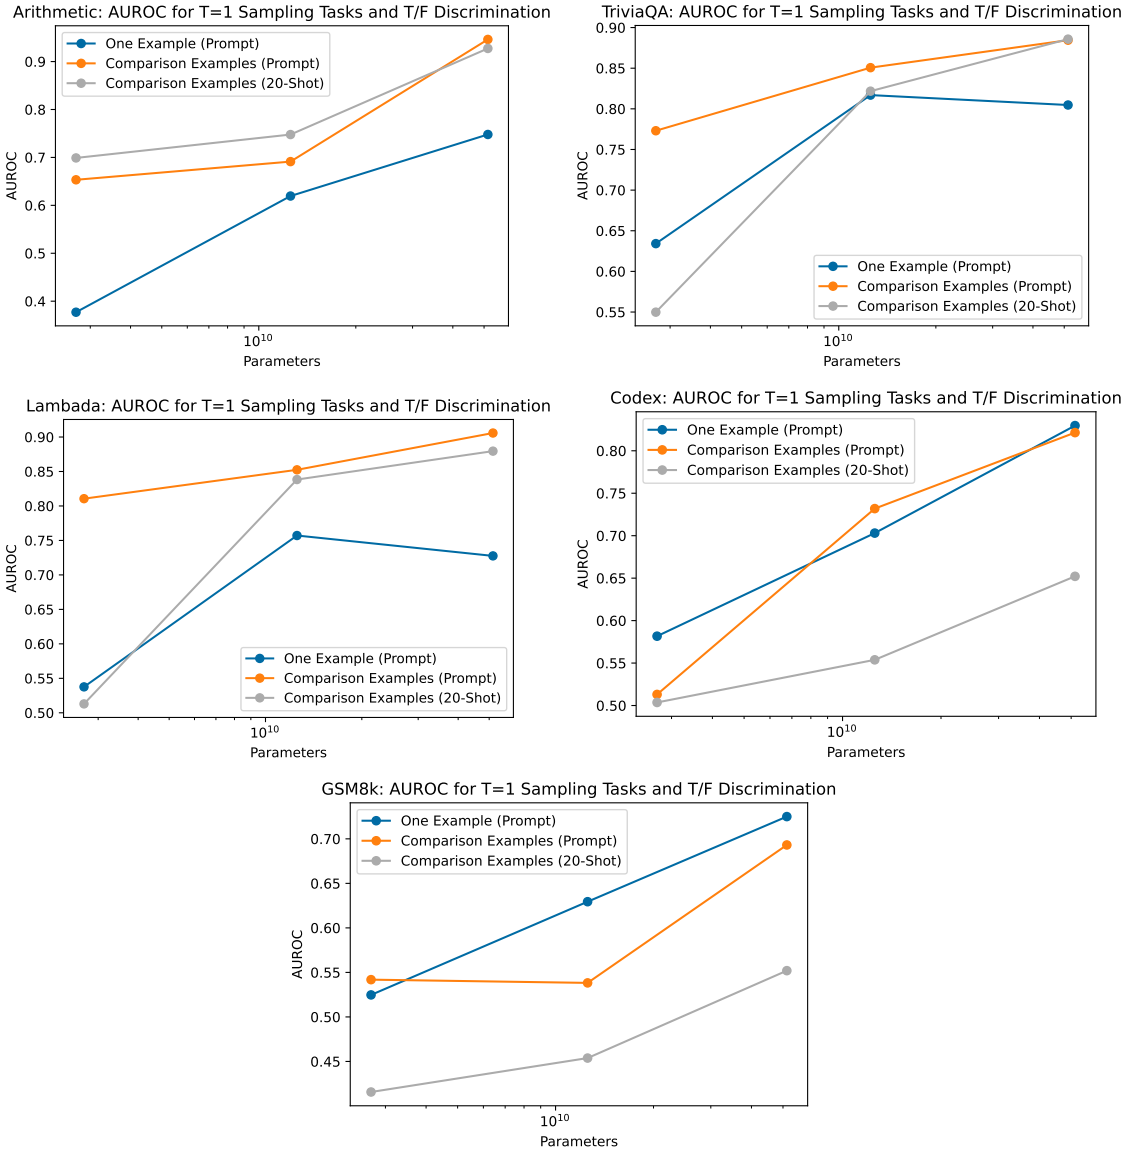 Arithmetic: AUROC for T=1 Sampling Tasks and T/F Discrimination
One Example (Prompt)
Comparison Examples (Prompt)
Comparison Examples (20-Shot)
0.9
0.8
0.7
0.6
0.5
0.4
AUROC
10^10
Parameters
TriviaQA: AUROC for T=1 Sampling Tasks and T/F Discrimination
0.90
0.85
0.80
0.75
0.70
0.65
0.60
0.55
AUROC
One Example (Prompt)
Comparison Examples (Prompt)
Comparison Examples (20-Shot)
10^10
Parameters
Lambada: AUROC for T=1 Sampling Tasks and T/F Discrimination
0.90
0.85
0.80
0.75
0.70
0.65
0.60
0.55
0.50
AUROC
One Example (Prompt)
Comparison Examples (Prompt)
Comparison Examples (20-Shot)
10^10
Parameters
Codex: AUROC for T=1 Sampling Tasks and T/F Discrimination
One Example (Prompt)
Comparison Examples (Prompt)
Comparison Examples (20-Shot)
0.80
0.75
0.70
0.65
0.60
0.55
0.50
AUROC
10^10
Parameters
GSM8k: AUROC for T=1 Sampling Tasks and T/F Discrimination
One Example (Prompt)
Comparison Examples (Prompt)
Comparison Examples (20-Shot)
0.70
0.65
0.60
0.55
0.50
0.45
AUROC
10^10
Parameters